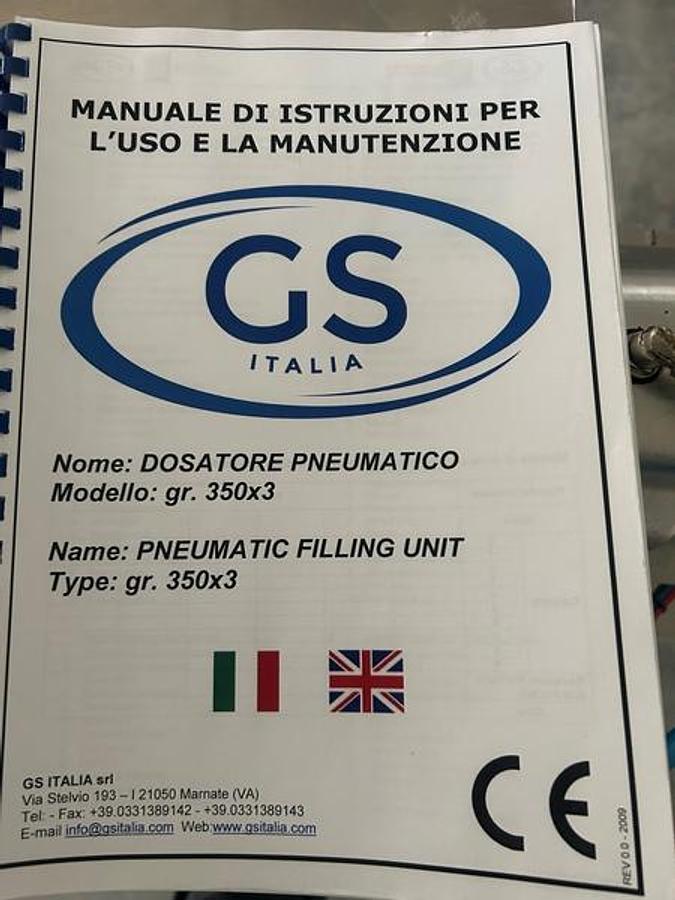 MANUALE DI ISTRUZIONI PER
L'USO E LA MANUTENZIONE
GS
ITALIA
Nome: DOSATORE PNEUMATICO
Modello: gr. 350x3
Name: PNEUMATIC FILLING UNIT
Type: gr. 350x3
GS ITALIA srl
Via Stelvio 193 – I 21050 Marnate (VA)
Tel: - Fax: +39.0331389142 - +39.0331389143
E-mail info@gsitalia.com Web:www.gsitalia.com
CE
REV 0.0 - 2009